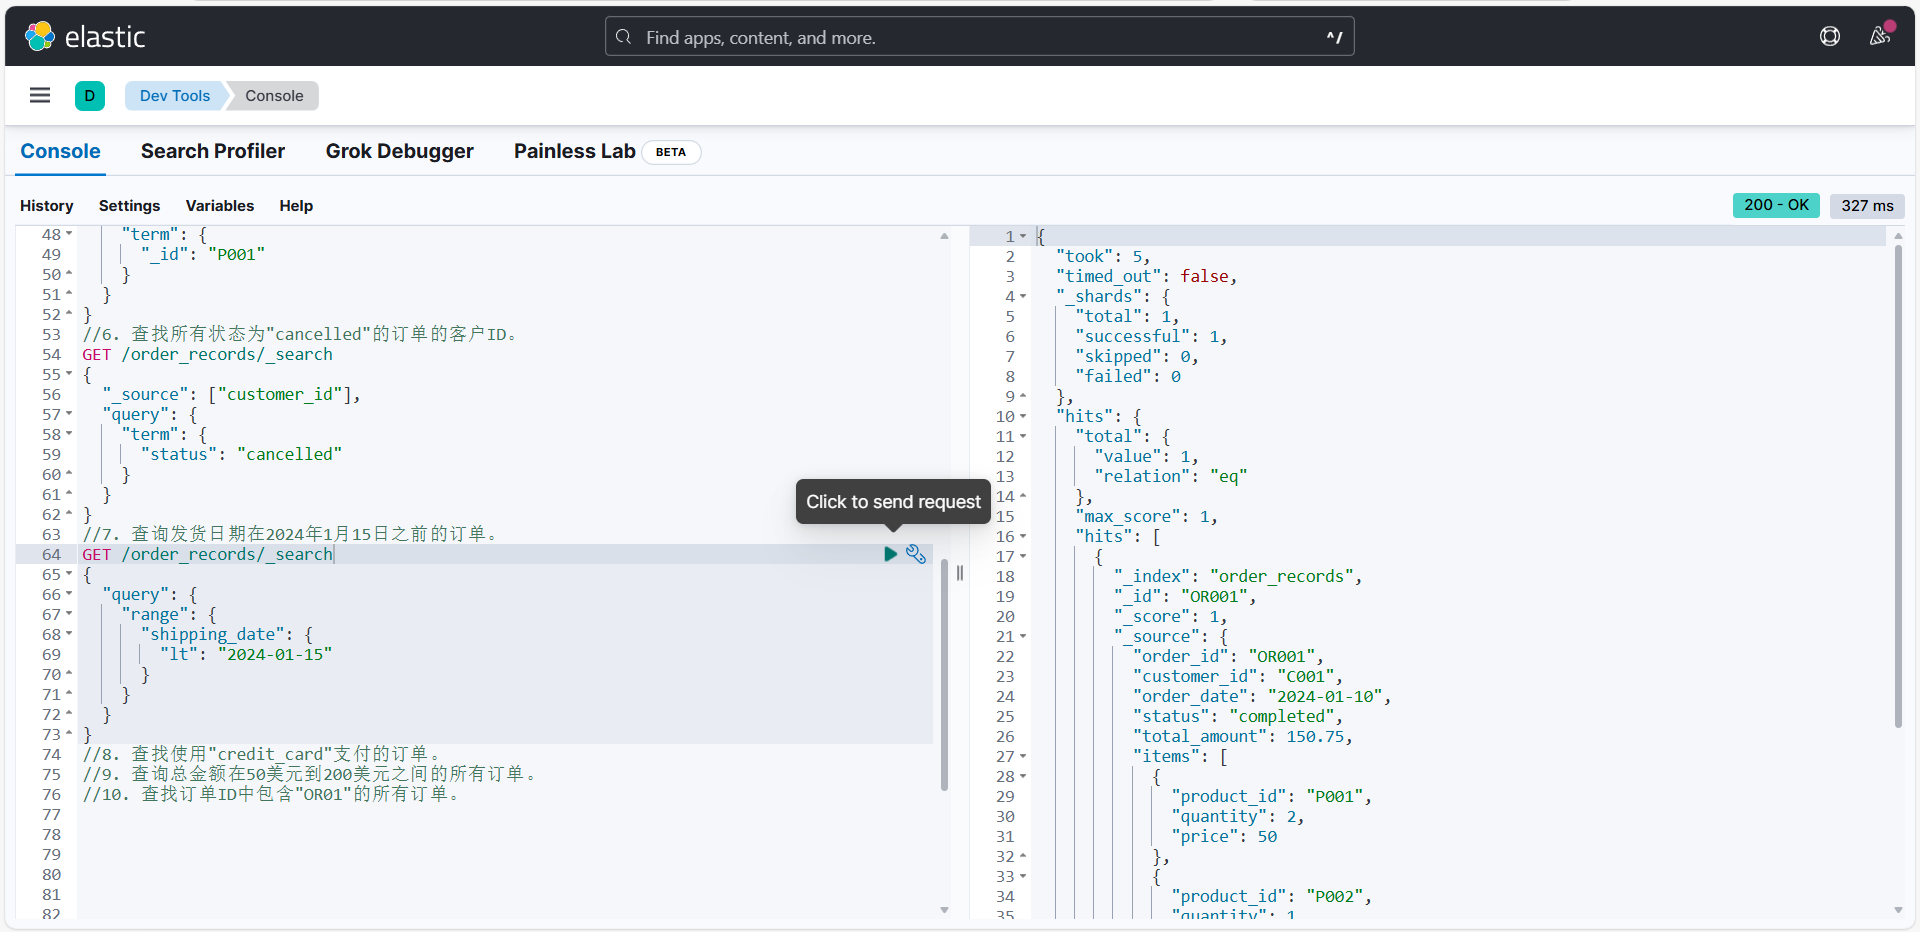 elastic
Find apps, content, and more.
^/
D
Dev Tools
Console
Console
Search Profiler
Grok Debugger
Painless Lab
BETA
History
Settings
Variables
Help
200 - OK
327 ms
48 "term": {
49 "_id": "P001"
50 }
51 }
52 }
53 //6. 查找所有状态为"cancelled"的订单的客户ID。
54 GET /order_records/_search
55 {
56 "_source": ["customer_id"],
57 "query": {
58 "term": {
59 "status": "cancelled"
60 }
61 }
62 }
63 //7. 查询发货日期在2024年1月15日之前的订单。
64 GET /order_records/_search
65 {
66 "query": {
67 "range": {
68 "shipping_date": {
69 "lt": "2024-01-15"
70 }
71 }
72 }
73 }
74 //8. 查找使用"credit_card"支付的订单。
75 //9. 查询总金额在50美元到200美元之间的所有订单。
76 //10. 查找订单ID中包含"OR01"的所有订单。
77
78
79
80
81
82
Click to send request
1 {
2 "took": 5,
3 "timed_out": false,
4 "_shards": {
5 "total": 1,
6 "successful": 1,
7 "skipped": 0,
8 "failed": 0
9 },
10 "hits": {
11 "total": {
12 "value": 1,
13 "relation": "eq"
14 },
15 "max_score": 1,
16 "hits": [
17 {
18 "_index": "order_records",
19 "_id": "OR001",
20 "_score": 1,
21 "_source": {
22 "order_id": "OR001",
23 "customer_id": "C001",
24 "order_date": "2024-01-10",
25 "status": "completed",
26 "total_amount": 150.75,
27 "items": [
28 {
29 "product_id": "P001",
30 "quantity": 2,
31 "price": 50
32 },
33 {
34 "product_id": "P002",
35 "quantity": 1